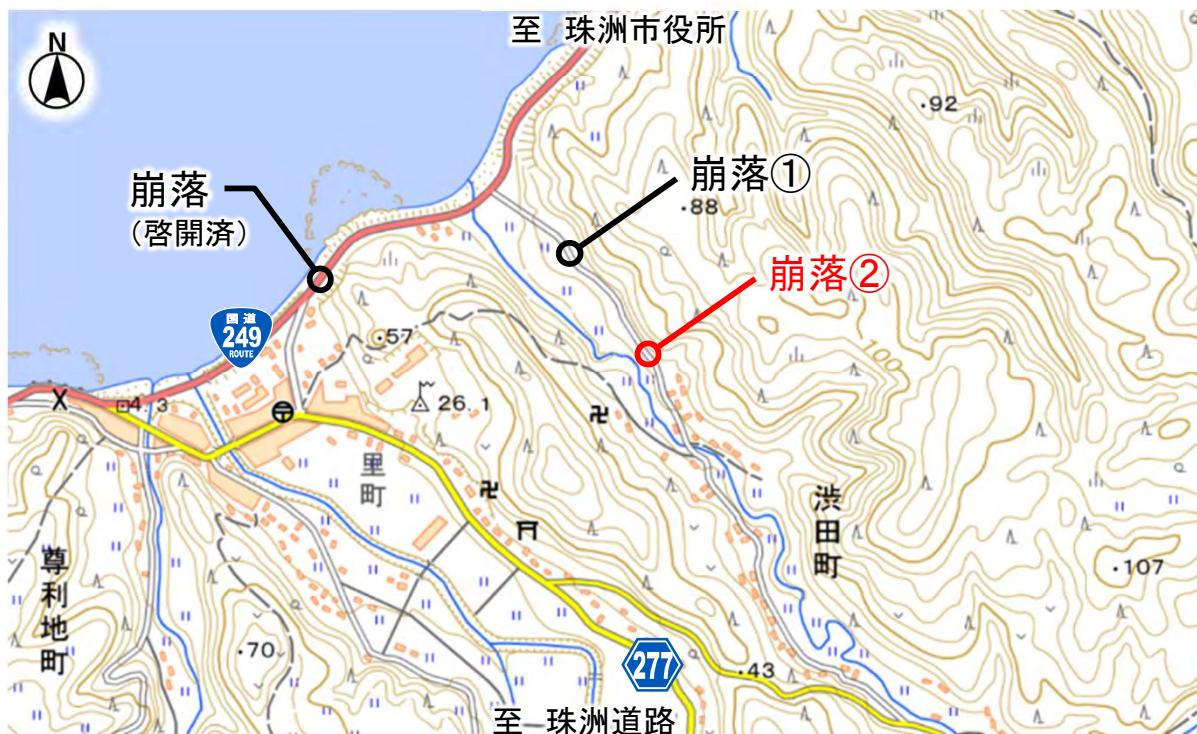 至 珠洲市役所
N
・92
崩落①
崩落
(啓開済)
・88
崩落②
国道
249
ROUTE
・57
100
4.3
26.1
里町
渋田町
尊利地町
・107
・70
277
・43
至 珠洲道路